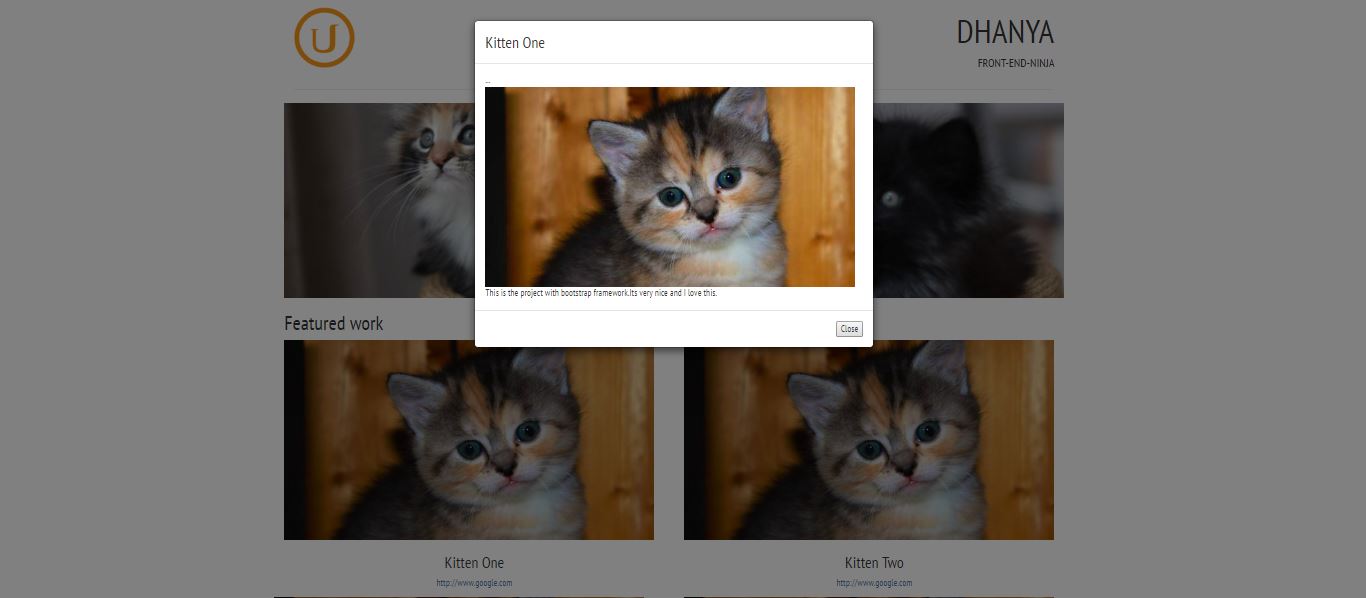 U
DHANYA
FRONT-END-NINJA
Kitten One
...
This is the project with bootstrap framework.Its very nice and I love this.
Close
Featured work
Kitten One
Kitten Two
http://www.google.com
http://www.google.com